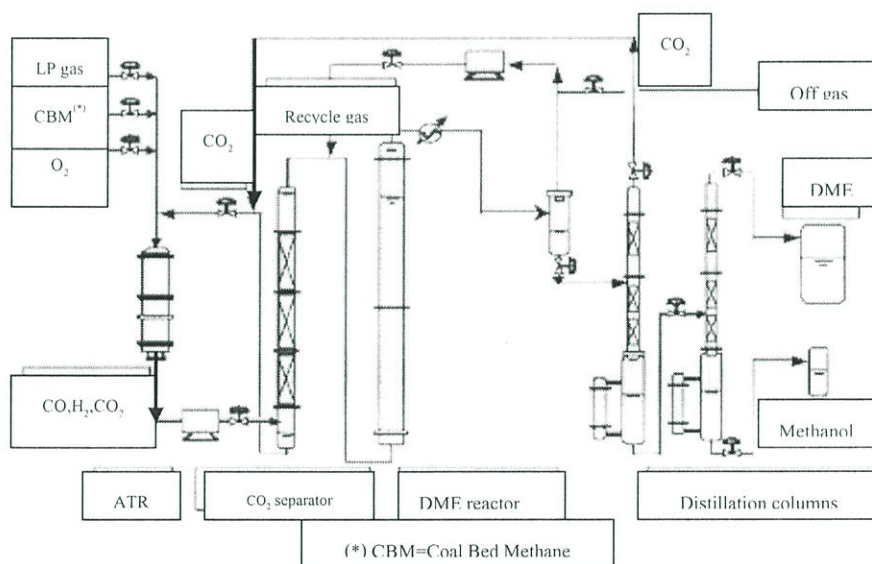 LP gas
CBM(*)
O₂
CO₂
Recycle gas
CO₂
Off gas
DME
CO,H₂,CO₂
Methanol
ATR
CO₂ separator
DME reactor
Distillation columns
(*) CBM=Coal Bed Methane